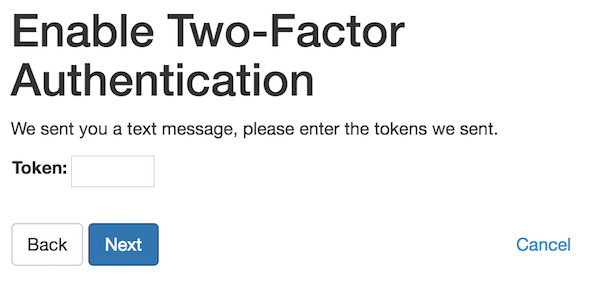 Enable Two-Factor
Authentication
We sent you a text message, please enter the tokens we sent.
Token:
Back Next Cancel